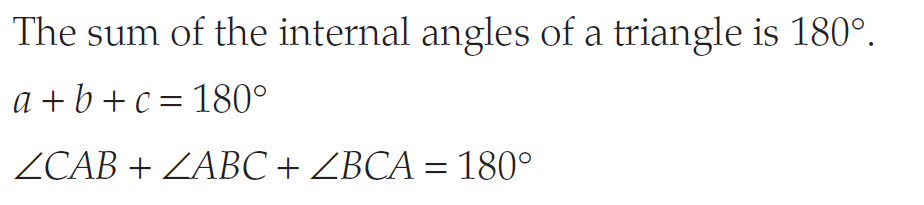 The sum of the internal angles of a triangle is 180°.
a + b + c = 180°
∠CAB + ∠ABC + ∠BCA = 180°